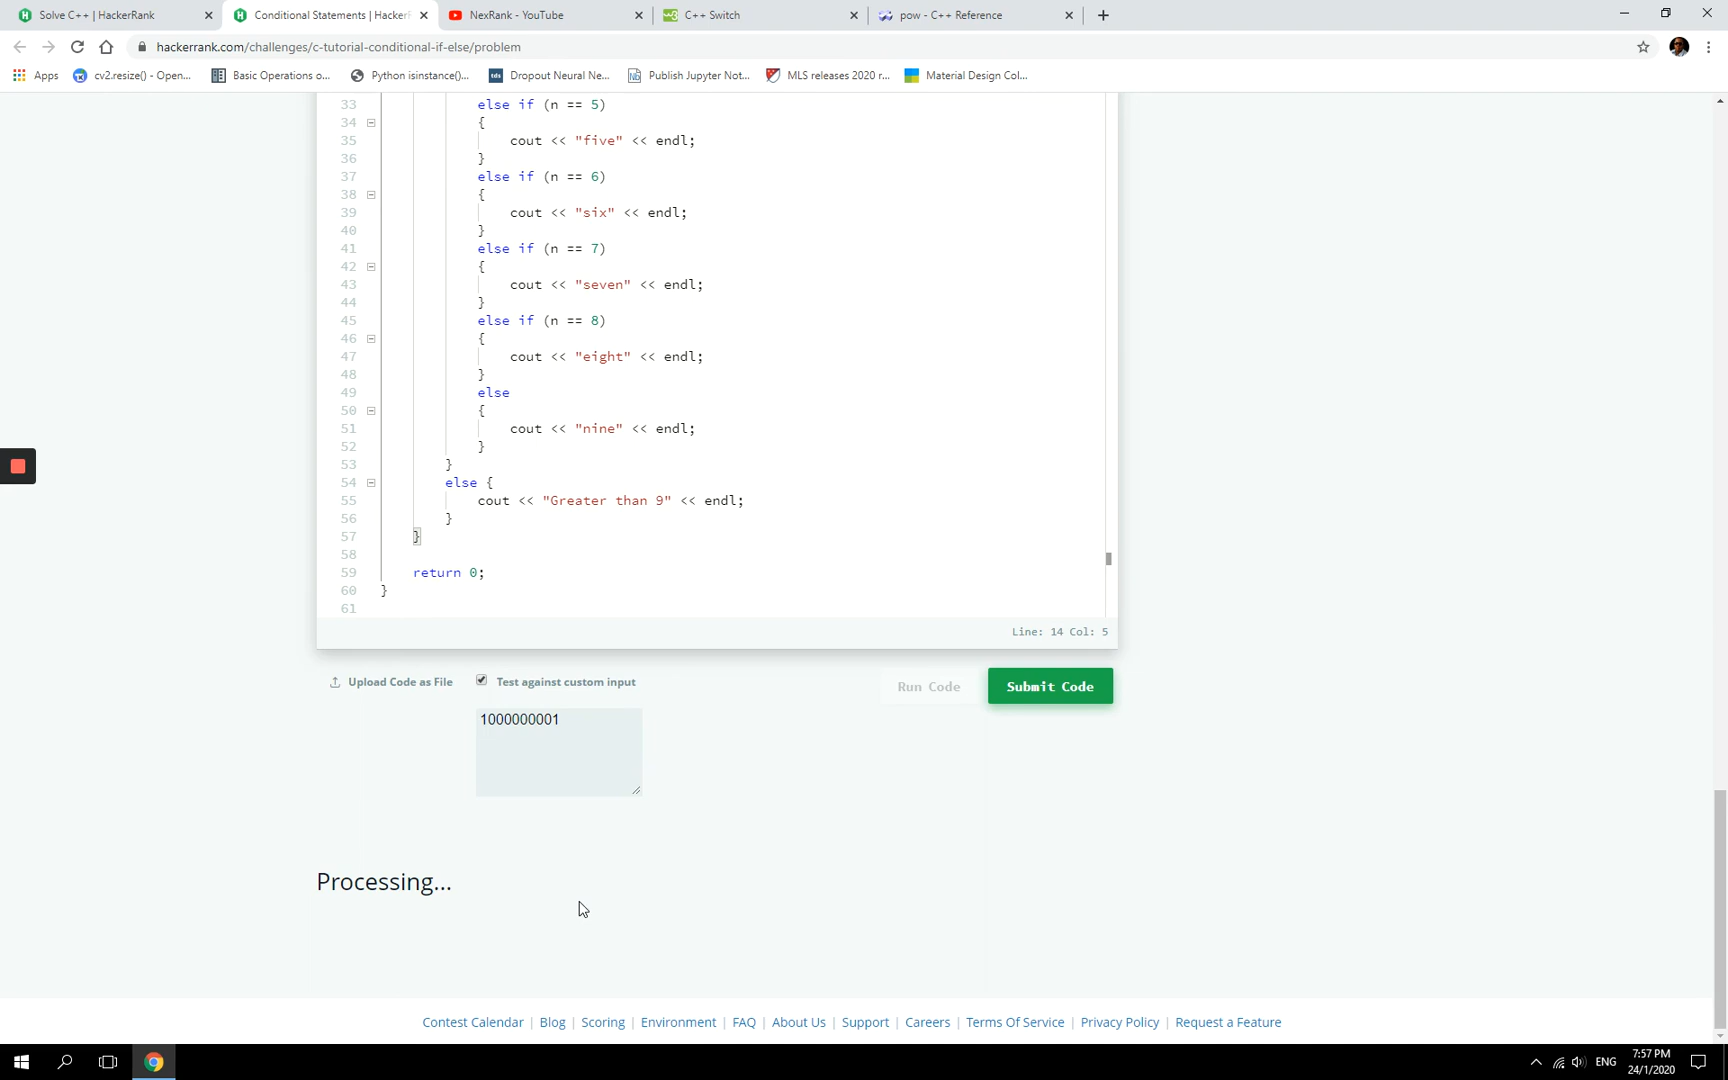 Solve C++ | HackerRank
Conditional Statements | HackerR
NexRank - YouTube
C++ Switch
pow - C++ Reference
hackerrank.com/challenges/c-tutorial-conditional-if-else/problem
Apps
cv2.resize() - Open...
Basic Operations o...
Python isinstance()...
tds
Dropout Neural Ne...
Publish Jupyter Not...
MLS releases 2020 r...
Material Design Col...
33 else if (n == 5)
34 {
35 cout << "five" << endl;
36 }
37 else if (n == 6)
38 {
39 cout << "six" << endl;
40 }
41 else if (n == 7)
42 {
43 cout << "seven" << endl;
44 }
45 else if (n == 8)
46 {
47 cout << "eight" << endl;
48 }
49 else
50 {
51 cout << "nine" << endl;
52 }
53 }
54 else {
55 cout << "Greater than 9" << endl;
56 }
57 }
58
59 return 0;
60 }
61
Line: 14 Col: 5
Upload Code as File
Test against custom input
Run Code
Submit Code
1000000001
Processing...
Contest Calendar | Blog | Scoring | Environment | FAQ | About Us | Support | Careers | Terms Of Service | Privacy Policy | Request a Feature
ENG
7:57 PM
24/1/2020